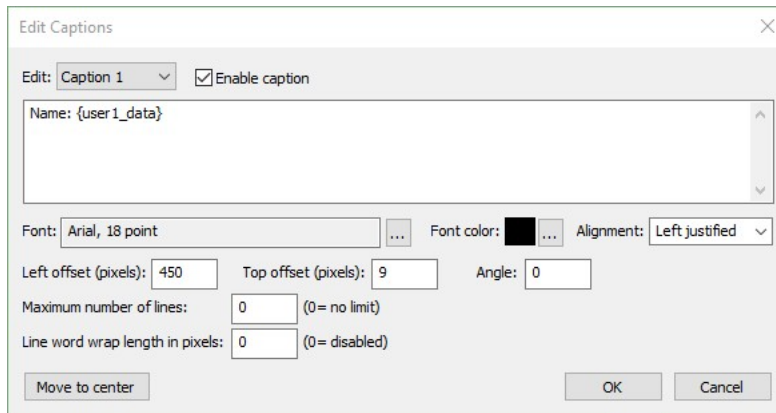 Edit Captions
Edit: Caption 1 Enable caption
Name: {user1_data}
Font: Arial, 18 point ... Font color: ... Alignment: Left justified
Left offset (pixels): 450 Top offset (pixels): 9 Angle: 0
Maximum number of lines: 0 (0= no limit)
Line word wrap length in pixels: 0 (0= disabled)
Move to center OK Cancel